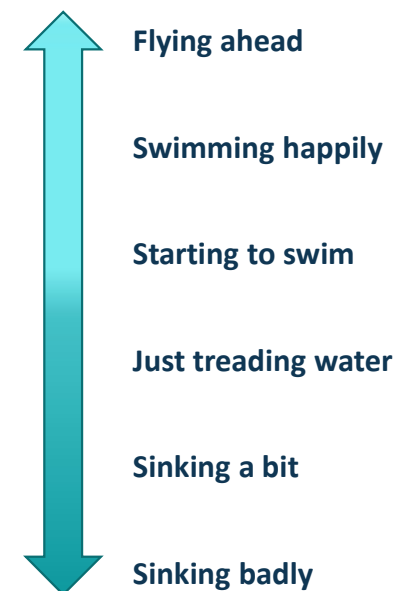 Flying ahead
Swimming happily
Starting to swim
Just treading water
Sinking a bit
Sinking badly